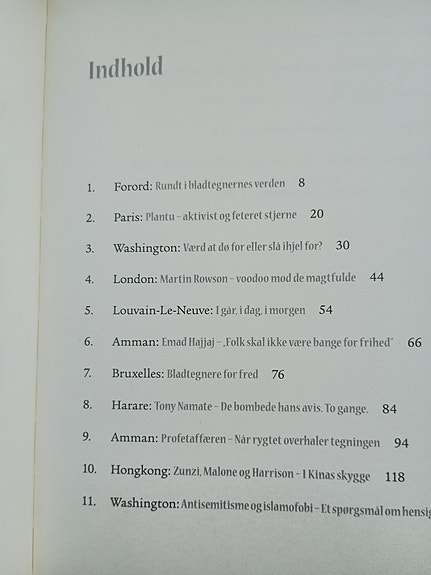 Indhold
1. Forord: Rundt i bladtegnernes verden 8
2. Paris: Plantu – aktivist og feteret stjerne 20
3. Washington: Værd at dø for eller slå ihjel for? 30
4. London: Martin Rowson – voodoo mod de magtfulde 44
5. Louvain-Le-Neuve: I går, i dag, i morgen 54
6. Amman: Emad Hajjaj – „Folk skal ikke være bange for frihed" 66
7. Bruxelles: Bladtegnere for fred 76
8. Harare: Tony Namate – De bombede hans avis. To gange. 84
9. Amman: Profetaffæren – Når rygtet overhaler tegningen 94
10. Hongkong: Zunzi, Malone og Harrison – I Kinas skygge 118
11. Washington: Antisemitisme og islamofobi – Et spørgsmål om hensig